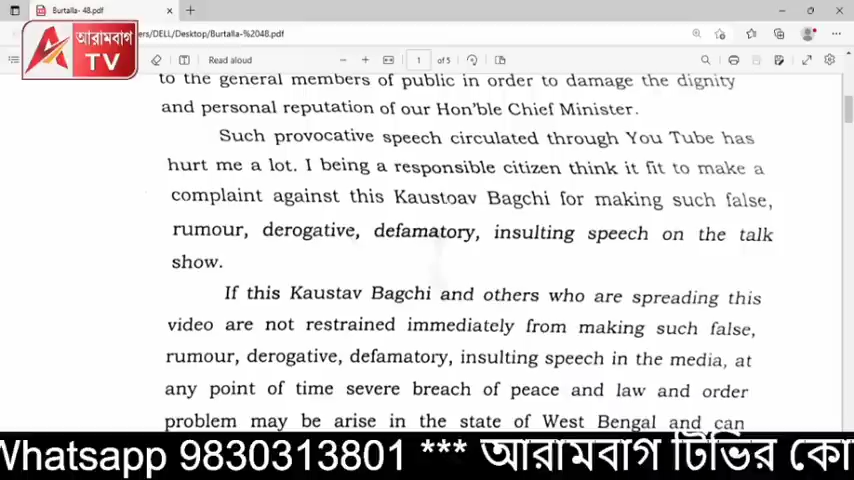 Burtalla- 48.pdf
ers/DELL/Desktop/Burtalla-%2048.pdf
আরামবাগ
TV
Read aloud
1
of 5
to the general members of public in order to damage the dignity
and personal reputation of our Hon'ble Chief Minister.
Such provocative speech circulated through You Tube has
hurt me a lot. I being a responsible citizen think it fit to make a
complaint against this Kaustoav Bagchi for making such false,
rumour, derogative, defamatory, insulting speech on the talk
show.
If this Kaustav Bagchi and others who are spreading this
video are not restrained immediately from making such false,
rumour, derogative, defamatory, insulting speech in the media, at
any point of time severe breach of peace and law and order
problem may be arise in the state of West Bengal and can
Whatsapp 9830313801 *** আরামবাগ টিভির কো